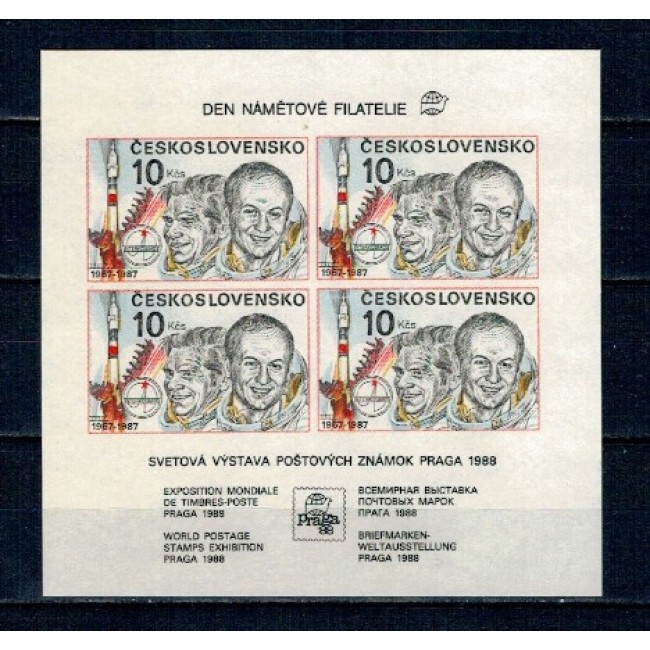 DEN NÁMĚTOVÉ FILATELIE
ČESKOSLOVENSKO
10 Kčs
1967-1987
ČESKOSLOVENSKO
10 Kčs
1967-1987
ČESKOSLOVENSKO
10 Kčs
1967-1987
ČESKOSLOVENSKO
10 Kčs
1967-1987
SVETOVÁ VÝSTAVA POŠTOVÝCH ZNÁMOK PRAGA 1988
EXPOSITION MONDIALE
DE TIMBRES-POSTE
PRAGA 1988
WORLD POSTAGE
STAMPS EXHIBITION
PRAGA 1988
Praga
88
ВСЕМИРНАЯ ВЫСТАВКА
ПОЧТОВЫХ МАРОК
ПРАГА 1988
BRIEFMARKEN-
WELTAUSSTELLUNG
PRAGA 1988